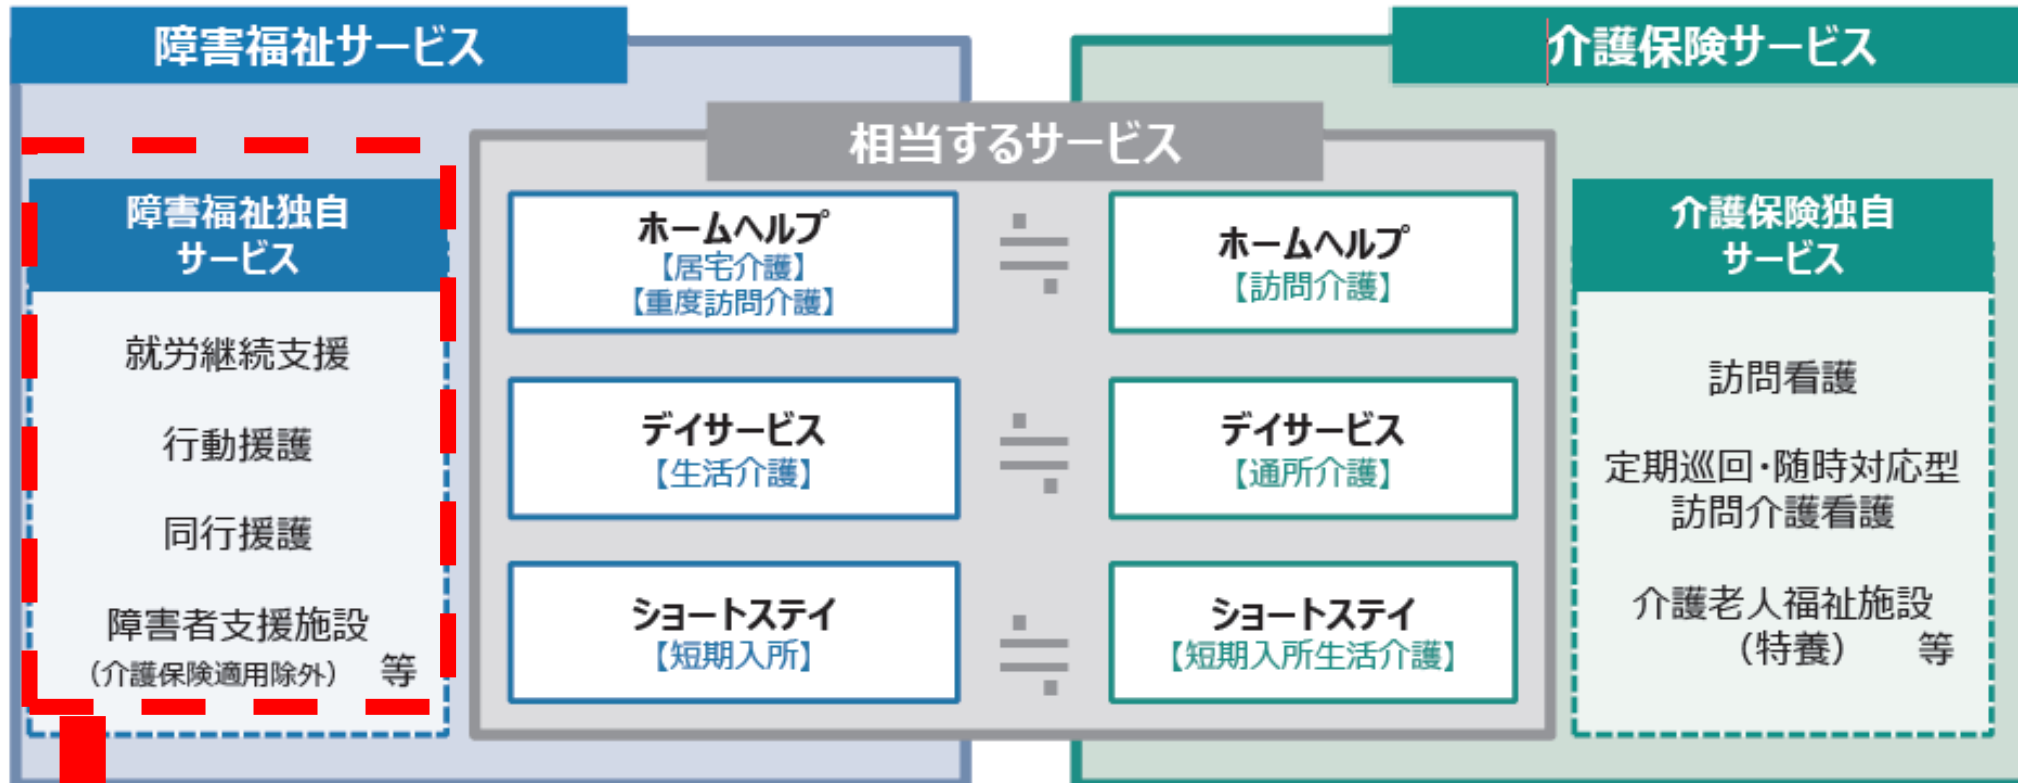 障害福祉サービス
介護保険サービス
相当するサービス
障害福祉独自
サービス
就労継続支援
行動援護
同行援護
障害者支援施設
（介護保険適用除外）　等
ホームヘルプ
【居宅介護】
【重度訪問介護】
≒
ホームヘルプ
【訪問介護】
デイサービス
【生活介護】
≒
デイサービス
【通所介護】
ショートステイ
【短期入所】
≒
ショートステイ
【短期入所生活介護】
介護保険独自
サービス
訪問看護
定期巡回・随時対応型
訪問介護看護
介護老人福祉施設
（特養）　等